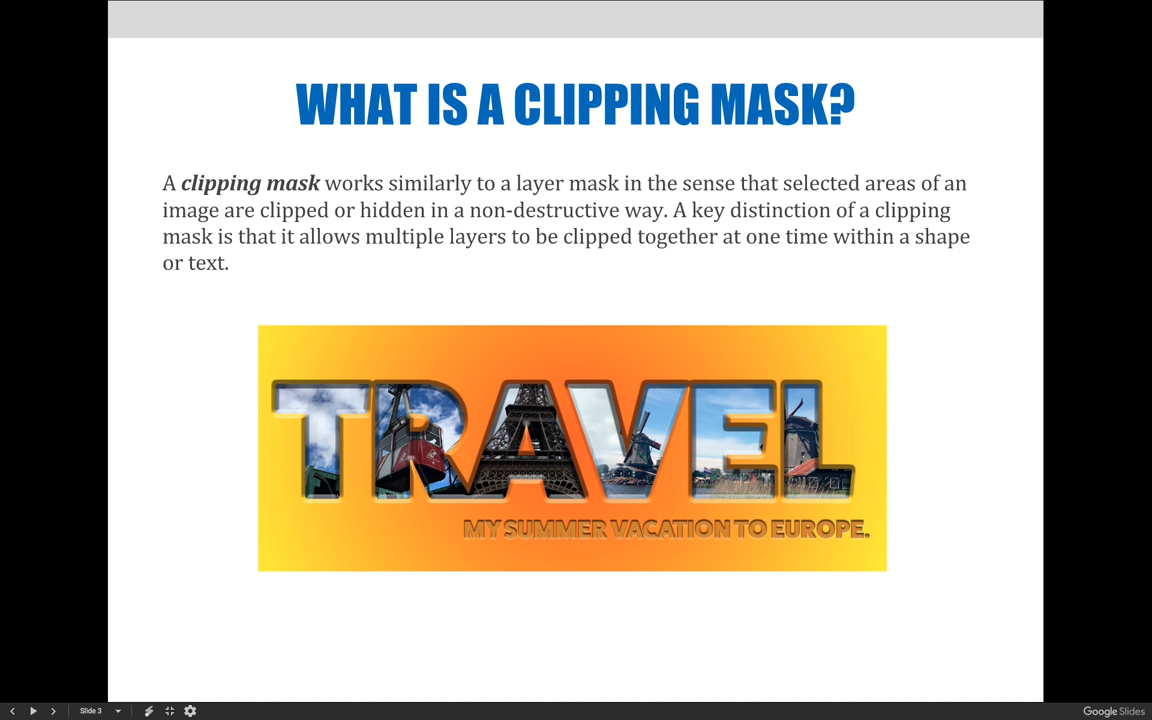 WHAT IS A CLIPPING MASK?
A clipping mask works similarly to a layer mask in the sense that selected areas of an
image are clipped or hidden in a non-destructive way. A key distinction of a clipping
mask is that it allows multiple layers to be clipped together at one time within a shape
or text.
TRAVEL
MY SUMMER VACATION TO EUROPE.
Slide 3
Google Slides